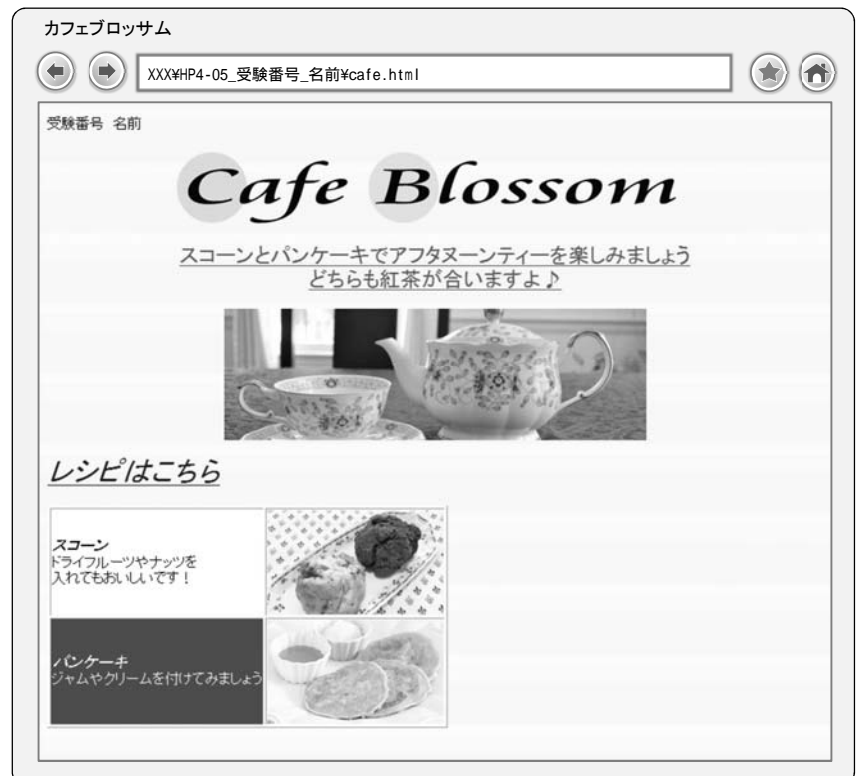 カフェブロッサム
XXX¥HP4-05_受験番号_名前¥cafe.html
受験番号 名前
Cafe Blossom
スコーンとパンケーキでアフタヌーンティーを楽しみましょう
どちらも紅茶が合いますよ♪
レシピはこちら
スコーン
ドライフルーツやナッツを
入れてもおいしいです！
パンケーキ
ジャムやクリームを付けてみましょう